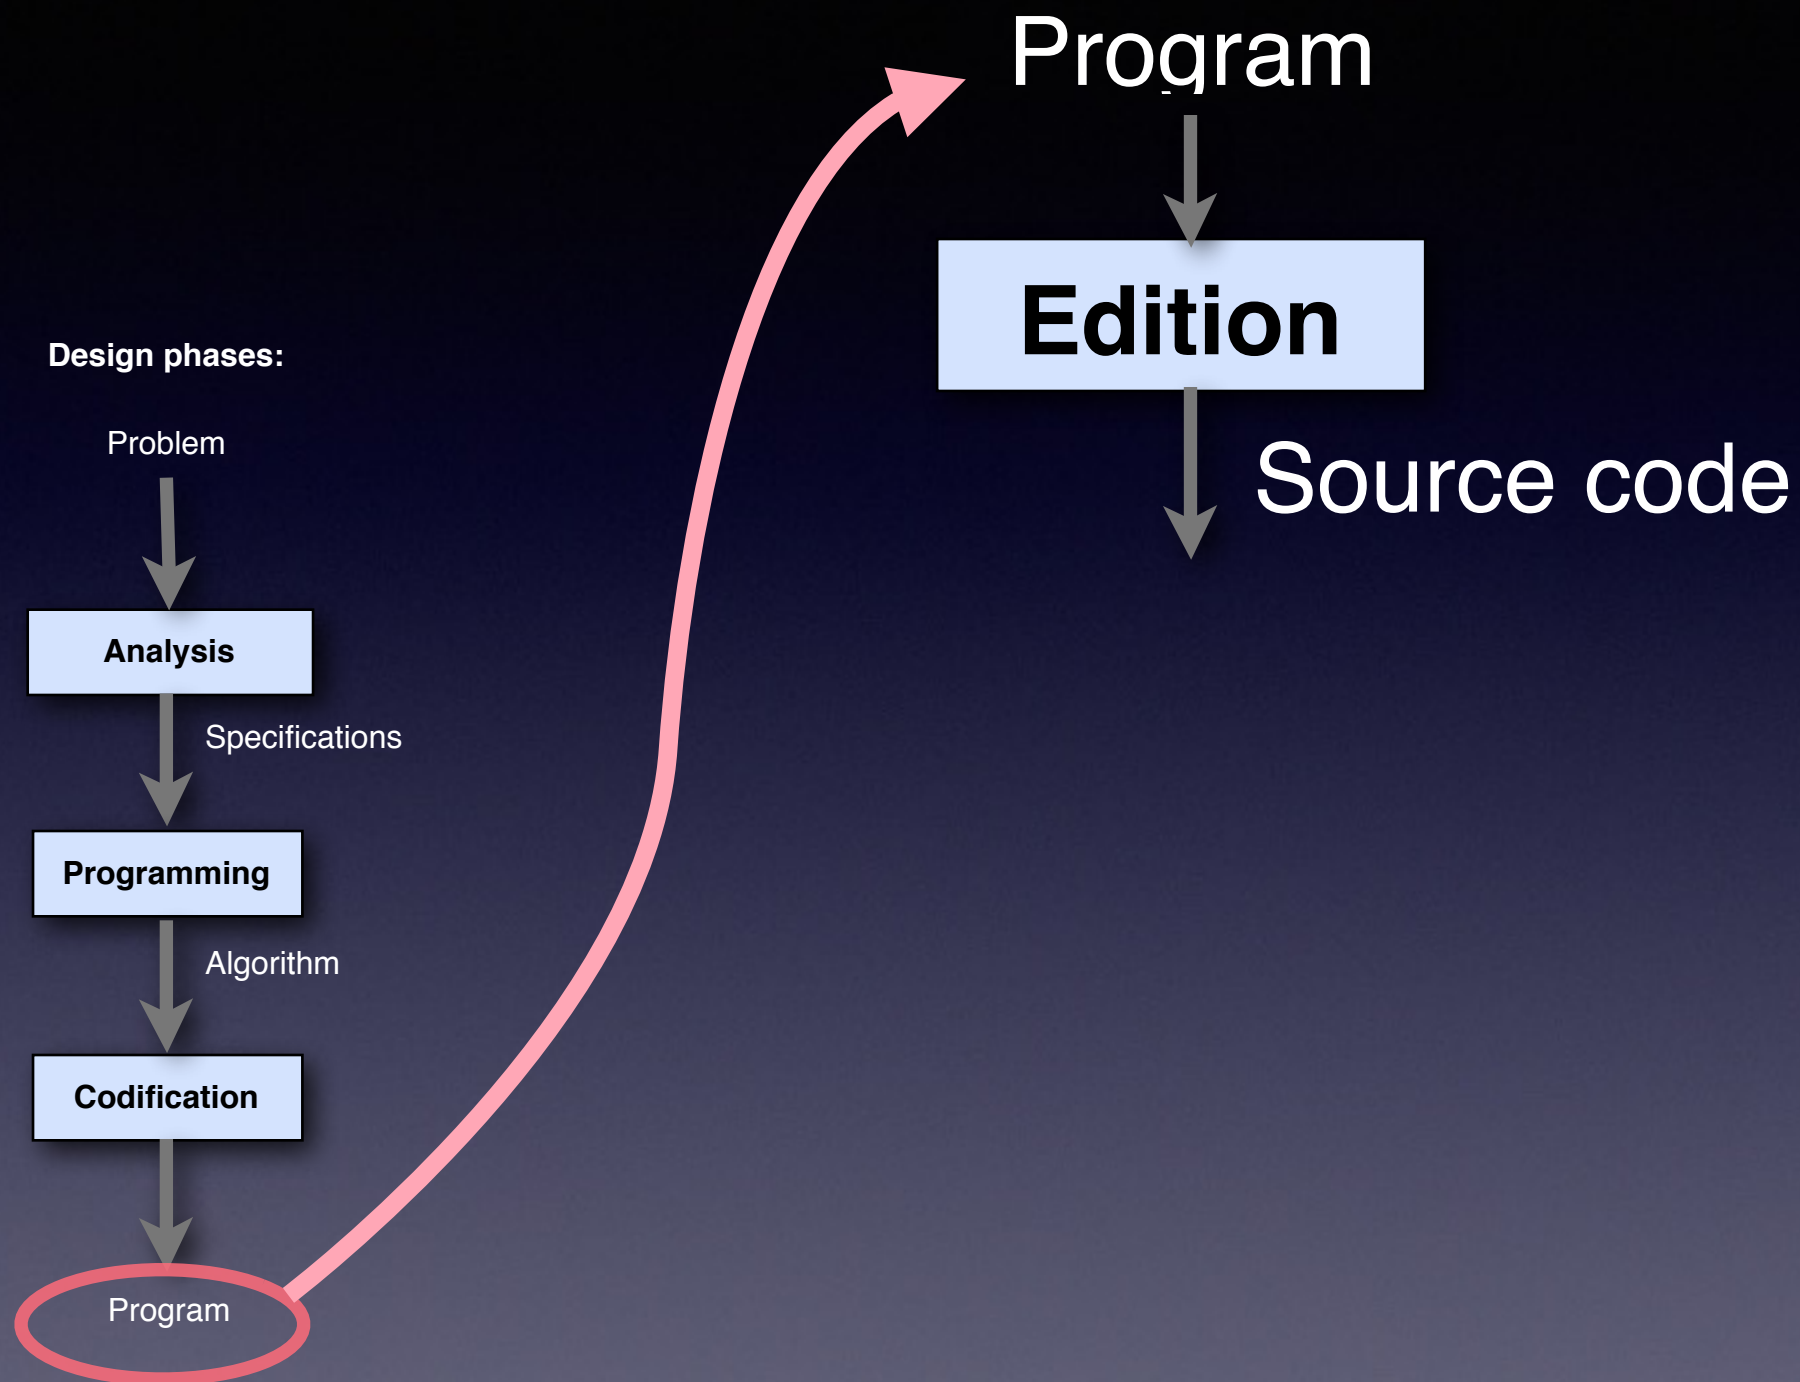 Design phases:
Problem
Analysis
Specifications
Programming
Algorithm
Codification
Program
Program
Edition
Source code